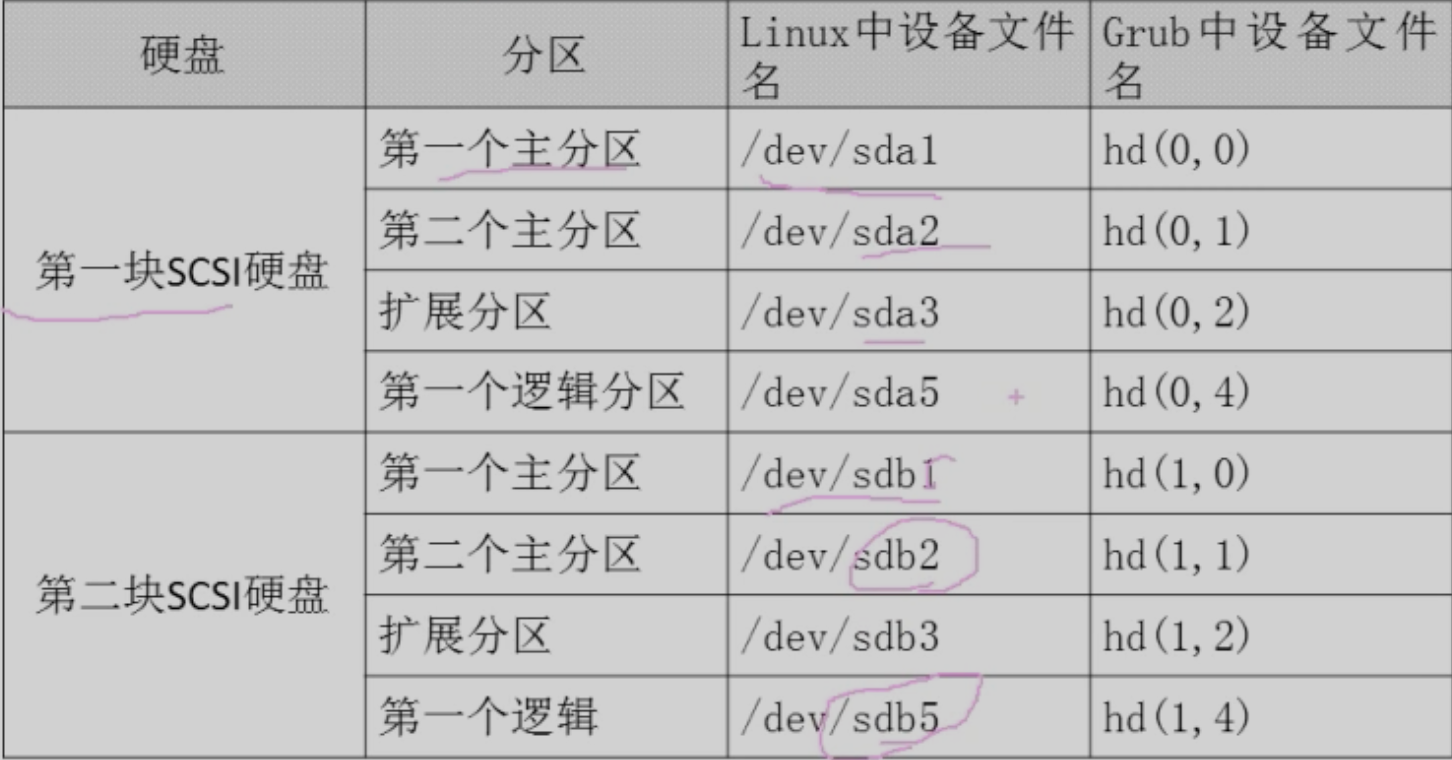 硬盘 分区 Linux中设备文件名 Grub中设备文件名
第一块SCSI硬盘
第一个主分区 /dev/sda1 hd(0,0)
第二个主分区 /dev/sda2 hd(0,1)
扩展分区 /dev/sda3 hd(0,2)
第一个逻辑分区 /dev/sda5 hd(0,4)
第二块SCSI硬盘
第一个主分区 /dev/sdb1 hd(1,0)
第二个主分区 /dev/sdb2 hd(1,1)
扩展分区 /dev/sdb3 hd(1,2)
第一个逻辑 /dev/sdb5 hd(1,4)